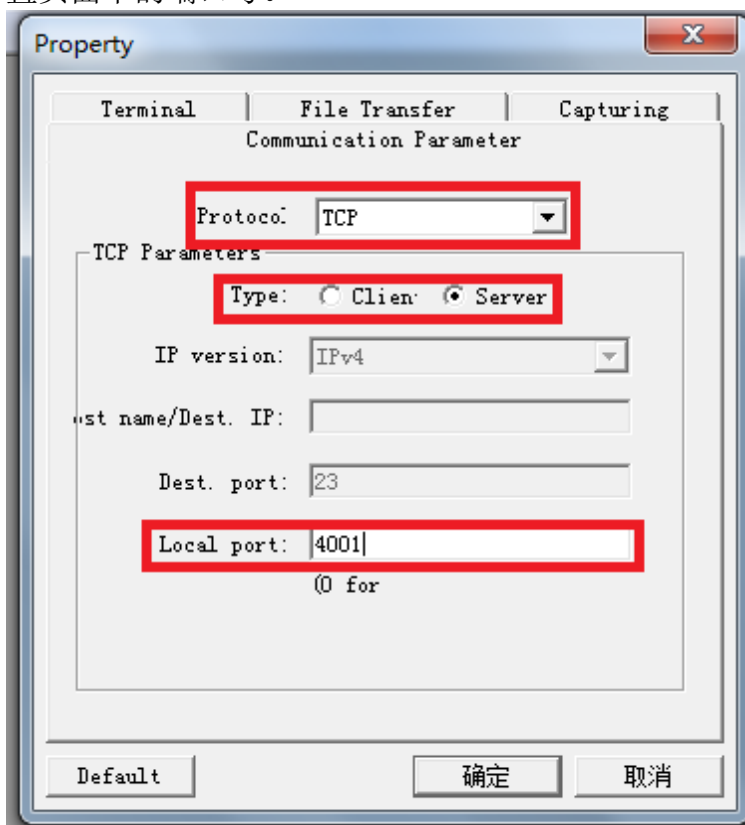 Property
Terminal File Transfer Capturing
Communication Parameter
Protoco TCP
TCP Parameters
Type: Clien Server
IP version: IPv4
ost name/Dest. IP:
Dest. port: 23
Local port: 4001
(0 for
Default 确定 取消